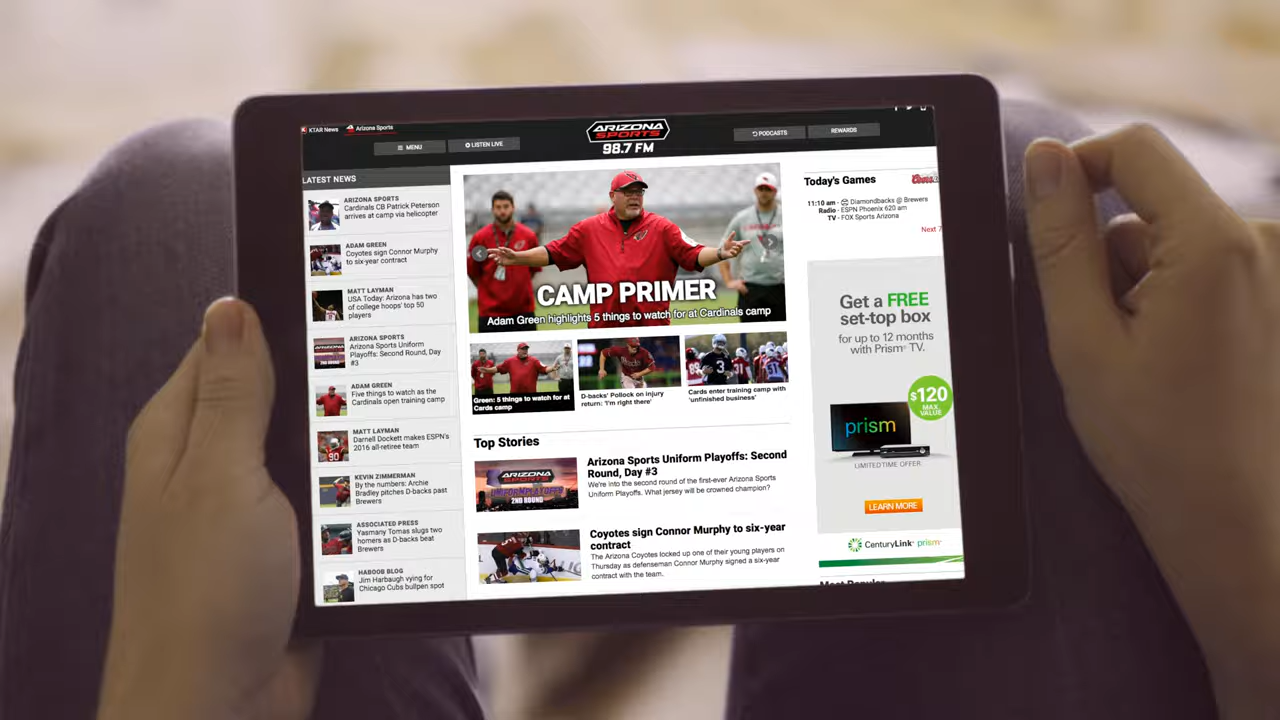 KTAR News
Arizona Sports
MENU
LISTEN LIVE
ARIZONA
SPORTS
98.7 FM
PODCASTS
REWARDS
LATEST NEWS
ARIZONA SPORTS
Cardinals CB Patrick Peterson
arrives at camp via helicopter
ADAM GREEN
Coyotes sign Connor Murphy
to six-year contract
MATT LAYMAN
USA Today: Arizona has two
of college hoops' top 50
players
ARIZONA SPORTS
Arizona Sports Uniform
Playoffs: Second Round, Day
#3
ADAM GREEN
Five things to watch as the
Cardinals open training camp
MATT LAYMAN
Darnell Dockett makes ESPN's
2016 all-retiree team
KEVIN ZIMMERMAN
By the numbers: Archie
Bradley pitches D-backs past
Brewers
ASSOCIATED PRESS
Yasmany Tomas slugs two
homers as D-backs beat
Brewers
HABOOB BLOG
Jim Harbaugh vying for
Chicago Cubs bullpen spot
CAMP PRIMER
Adam Green highlights 5 things to watch for at Cardinals camp
Green: 5 things to watch for at
Cards camp
D-backs' Pollock on injury
return: 'I'm right there'
Cards enter training camp with
'unfinished business'
Top Stories
ARIZONA
SPORTS
UNIFORM PLAYOFFS
2ND ROUND
Arizona Sports Uniform Playoffs: Second
Round, Day #3
We're into the second round of the first-ever Arizona Sports
Uniform Playoffs. What jersey will be crowned champion?
Coyotes sign Connor Murphy to six-year
contract
The Arizona Coyotes locked up one of their young players on
Thursday as defenseman Connor Murphy signed a six-year
contract with the team.
Today's Games
Coors
11:10 am - Diamondbacks @ Brewers
Radio - ESPN Phoenix 620 am
TV - FOX Sports Arizona
Next 7
Get a FREE
set-top box
for up to 12 months
with Prism® TV.
$120
MAX
VALUE
prism
LIMITED TIME OFFER
LEARN MORE
CenturyLink® prism™
Most Popular